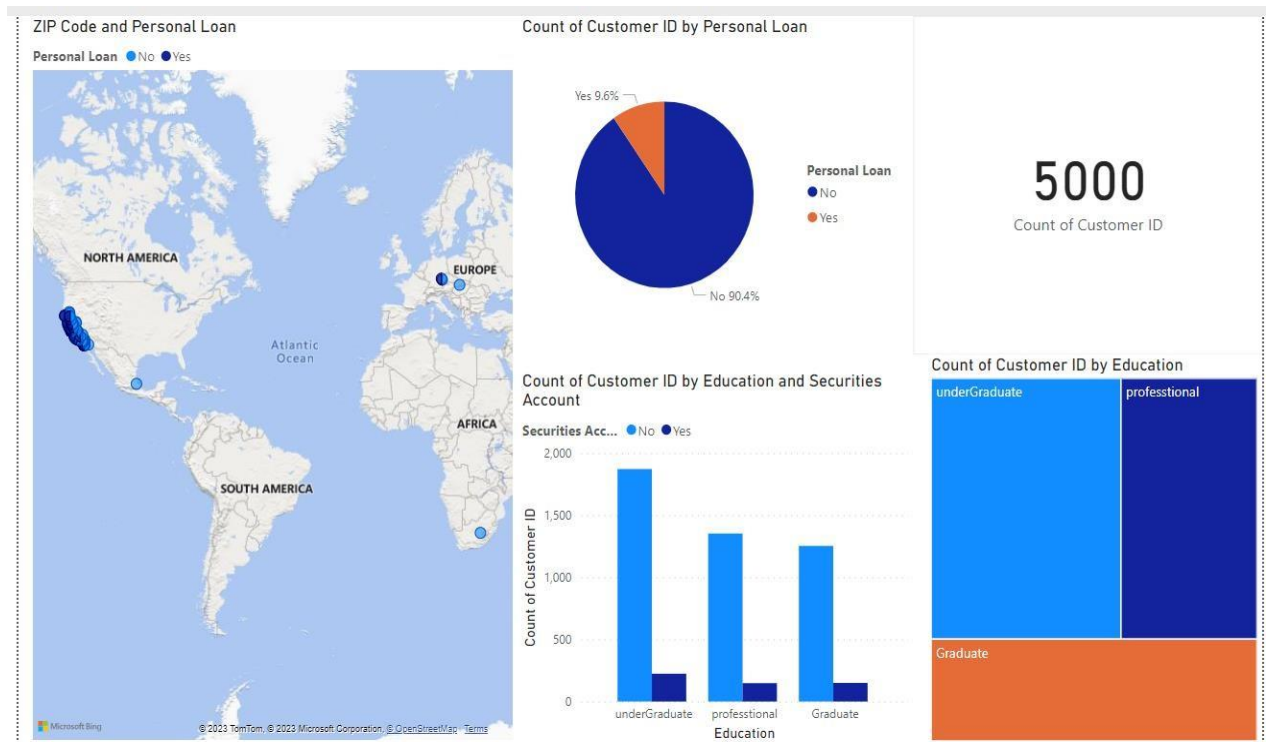 ZIP Code and Personal Loan
Personal Loan No Yes
NORTH AMERICA
EUROPE
Atlantic
Ocean
AFRICA
SOUTH AMERICA
Microsoft Bing
© 2023 TomTom, © 2023 Microsoft Corporation, © OpenStreetMap Terms
Count of Customer ID by Personal Loan
Yes 9.6%
No 90.4%
Personal Loan
No
Yes
5000
Count of Customer ID
Count of Customer ID by Education and Securities
Account
Securities Acc... No Yes
Count of Customer ID
2,000
1,500
1,000
500
0
underGraduate professtional Graduate
Education
Count of Customer ID by Education
underGraduate
professtional
Graduate